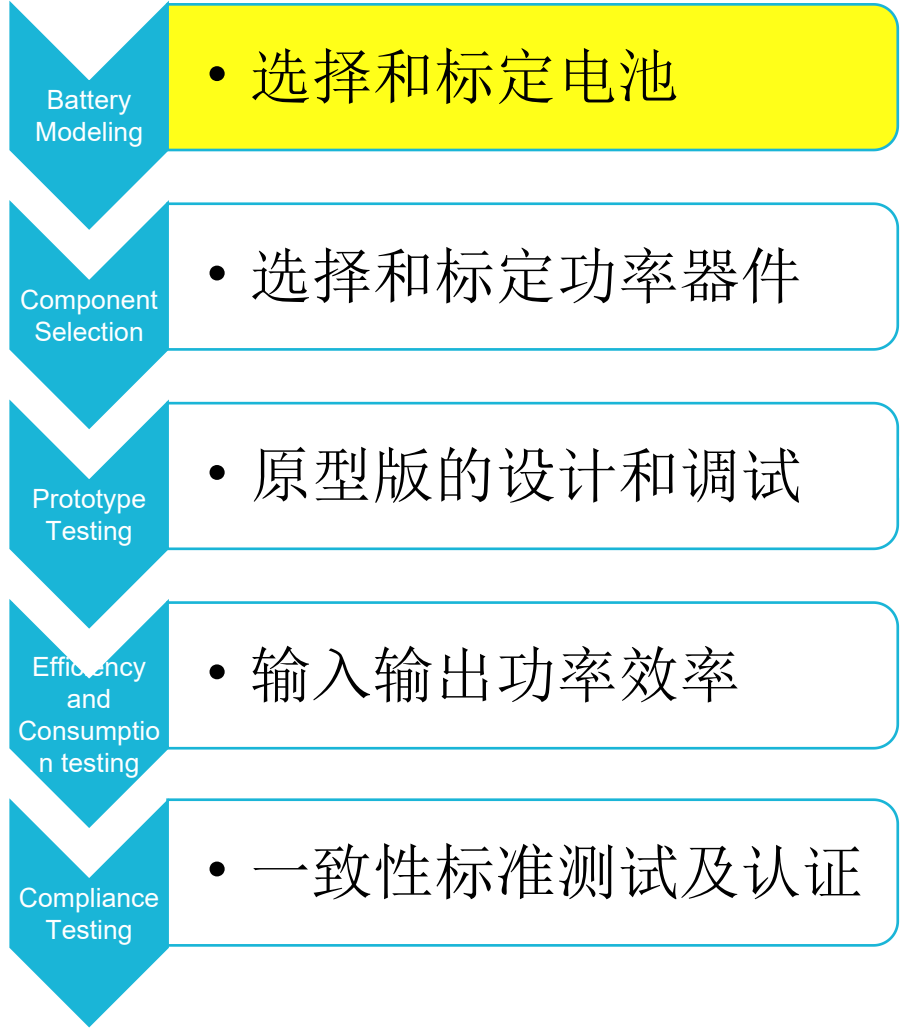 Battery
Modeling
• 选择和标定电池
Component
Selection
• 选择和标定功率器件
Prototype
Testing
• 原型版的设计和调试
Efficiency
and
Consumptio
n testing
• 输入输出功率效率
Compliance
Testing
• 一致性标准测试及认证